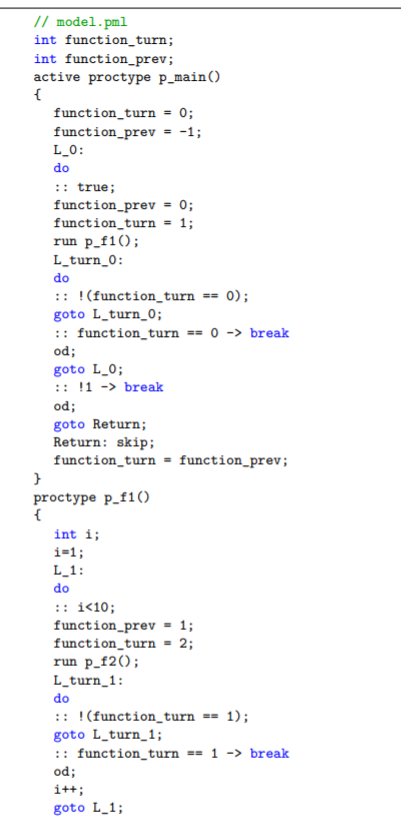 // model.pml
int function_turn;
int function_prev;
active proctype p_main()
{
function_turn = 0;
function_prev = -1;
L_0:
do
:: true;
function_prev = 0;
function_turn = 1;
run p_f1();
L_turn_0:
do
:: !(function_turn == 0);
goto L_turn_0;
:: function_turn == 0 -> break
od;
goto L_0;
:: !1 -> break
od;
goto Return;
Return: skip;
function_turn = function_prev;
}
proctype p_f1()
{
int i;
i=1;
L_1:
do
:: i<10;
function_prev = 1;
function_turn = 2;
run p_f2();
L_turn_1:
do
:: !(function_turn == 1);
goto L_turn_1;
:: function_turn == 1 -> break
od;
i++;
goto L_1;